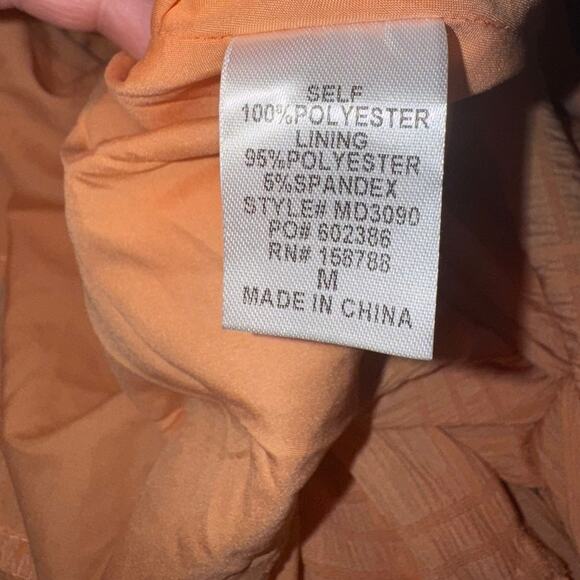 SELF
100%POLYESTER
LINING
95%POLYESTER
5%SPANDEX
STYLE# MD3090
PO# 602386
RN# 158788
M
MADE IN CHINA